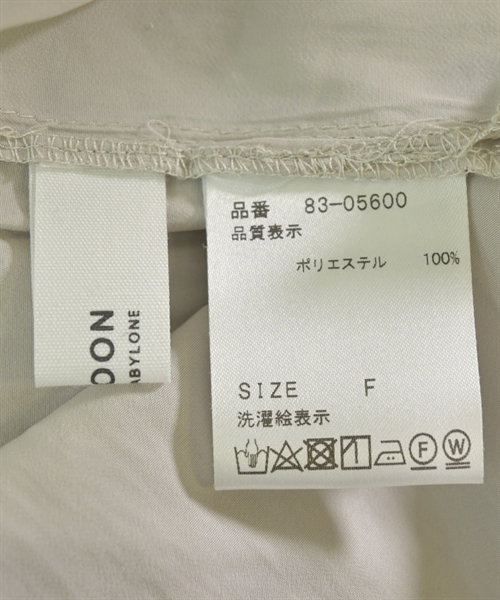 OON
ABYLONE
品番 83-05600
品質表示
ポリエステル 100%
SIZE F
洗濯絵表示
F W